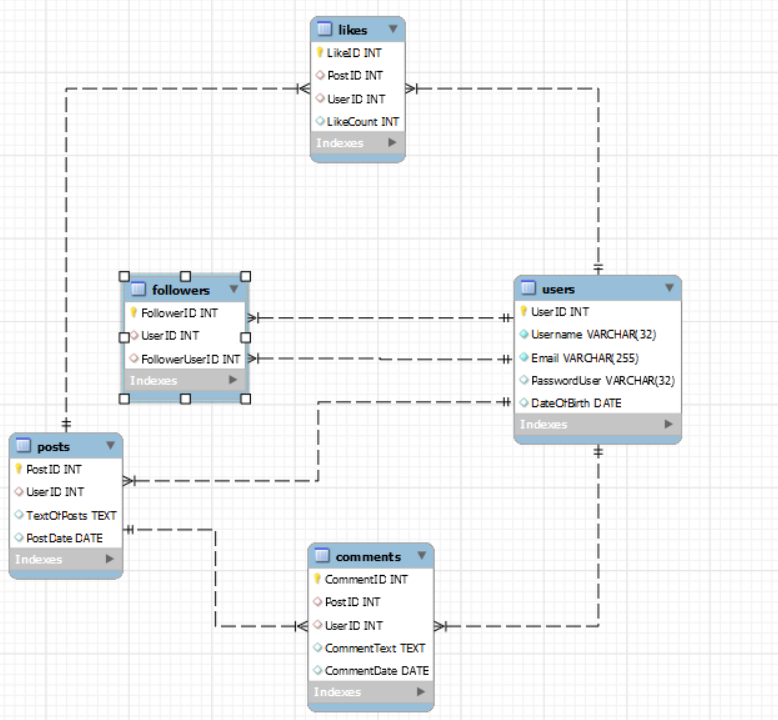 likes
LikeID INT
PostID INT
UserID INT
LikeCount INT
Indexes
followers
FollowerID INT
UserID INT
FollowerUserID INT
Indexes
users
UserID INT
Username VARCHAR(32)
Email VARCHAR(255)
PasswordUser VARCHAR(32)
DateOfBirth DATE
Indexes
posts
PostID INT
UserID INT
TextOfPosts TEXT
PostDate DATE
Indexes
comments
CommentID INT
PostID INT
UserID INT
CommentText TEXT
CommentDate DATE
Indexes